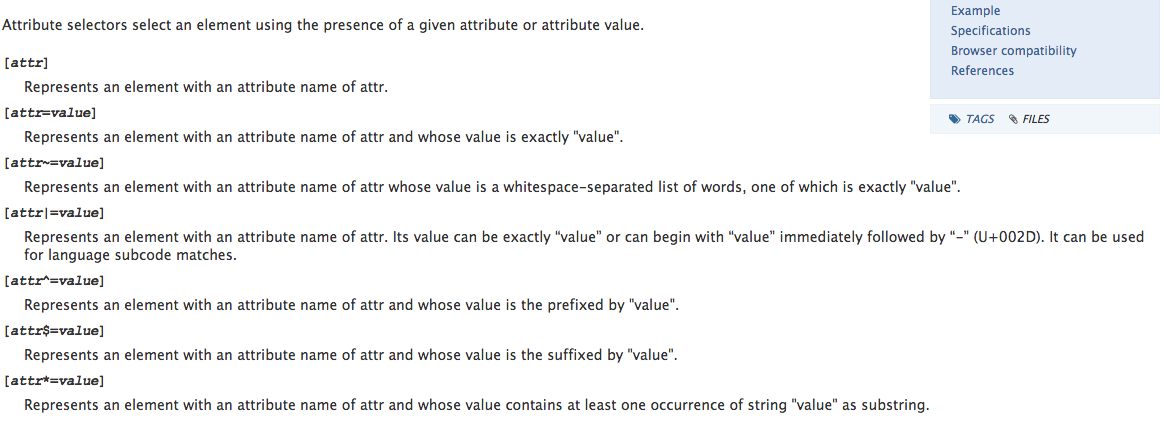 Attribute selectors select an element using the presence of a given attribute or attribute value.
[attr]
Represents an element with an attribute name of attr.
[attr=value]
Represents an element with an attribute name of attr and whose value is exactly "value".
[attr~=value]
Represents an element with an attribute name of attr whose value is a whitespace-separated list of words, one of which is exactly "value".
[attr|=value]
Represents an element with an attribute name of attr. Its value can be exactly “value” or can begin with “value” immediately followed by “-” (U+002D). It can be used
for language subcode matches.
[attr^=value]
Represents an element with an attribute name of attr and whose value is the prefixed by "value".
[attr$=value]
Represents an element with an attribute name of attr and whose value is the suffixed by "value".
[attr*=value]
Represents an element with an attribute name of attr and whose value contains at least one occurrence of string "value" as substring.
Example
Specifications
Browser compatibility
References
TAGS FILES